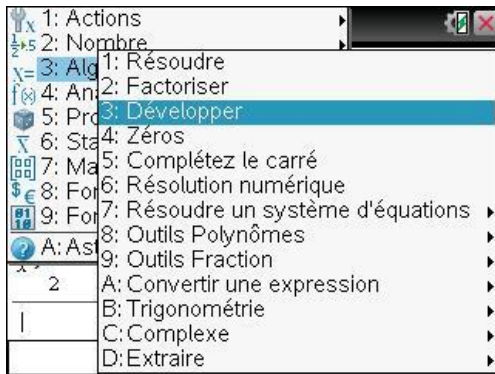 1: Actions
2: Nombre
3: Alg
4: Ana
5: Pro
6: Sta
7: Ma
8: For
9: For
A: Ast
1: Résoudre
2: Factoriser
3: Développer
4: Zéros
5: Complétez le carré
6: Résolution numérique
7: Résoudre un système d'équations
8: Outils Polynômes
9: Outils Fraction
A: Convertir une expression
B: Trigonométrie
C: Complexe
D: Extraire
2